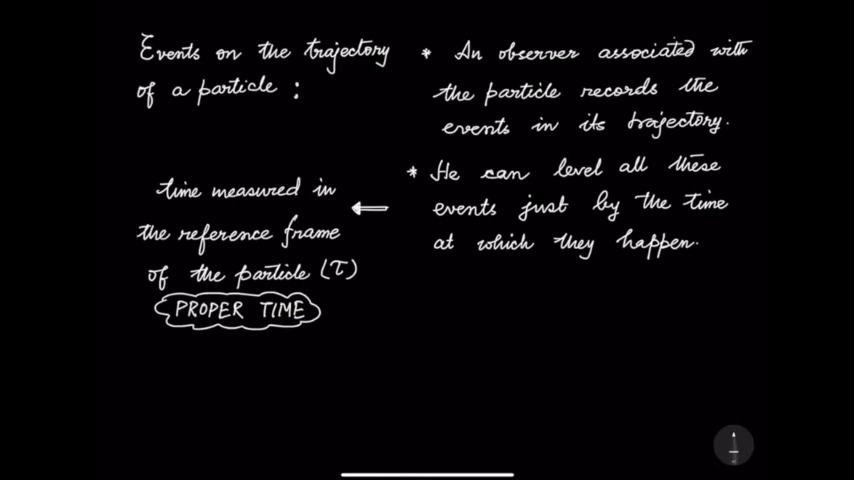 Events on the trajectory
of a particle :
* An observer associated with
the particle records the
events in its trajectory.
* He can level all these
events just by the time
at which they happen.
time measured in
the reference frame
of the particle (τ)
PROPER TIME